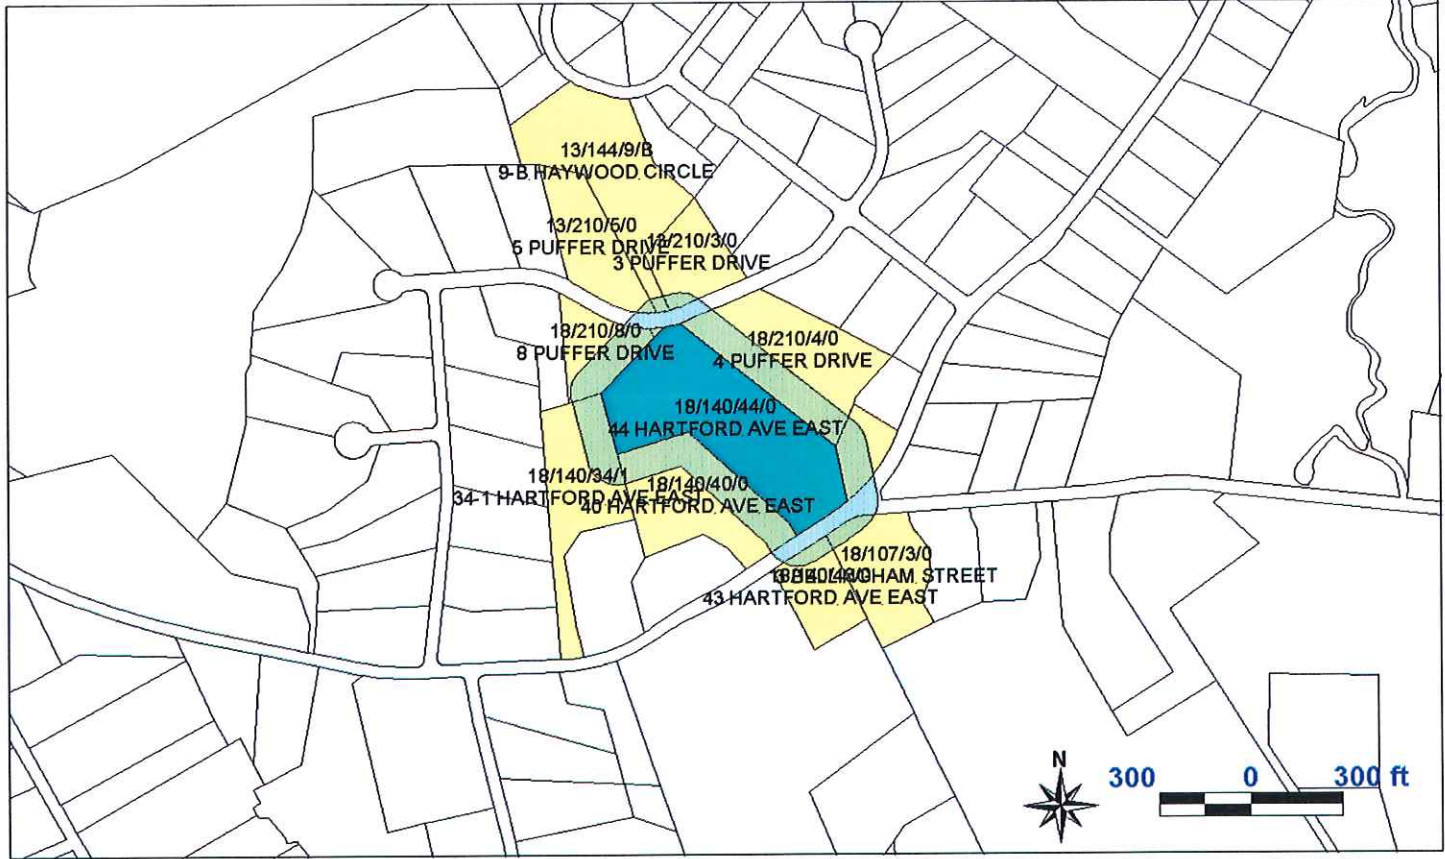 13/144/9/B
9-B HAYWOOD CIRCLE
13/210/5/0
5 PUFFER DRIVE
13/210/3/0
3 PUFFER DRIVE
18/210/8/0
8 PUFFER DRIVE
18/210/4/0
4 PUFFER DRIVE
18/140/44/0
44 HARTFORD AVE EAST
18/140/34/1
34-1 HARTFORD AVE EAST
18/140/40/0
40 HARTFORD AVE EAST
18/107/3/0
STREET
43 HARTFORD AVE EAST
N
300 0 300 ft